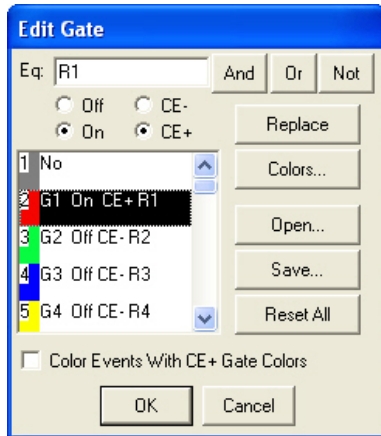 Edit Gate
Eq: R1 And Or Not
Off CE-
On CE+
Replace
1 No
Colors...
2 G1 On CE+ R1
3 G2 Off CE- R2
Open...
4 G3 Off CE- R3
Save...
5 G4 Off CE- R4
Reset All
Color Events With CE+ Gate Colors
OK Cancel